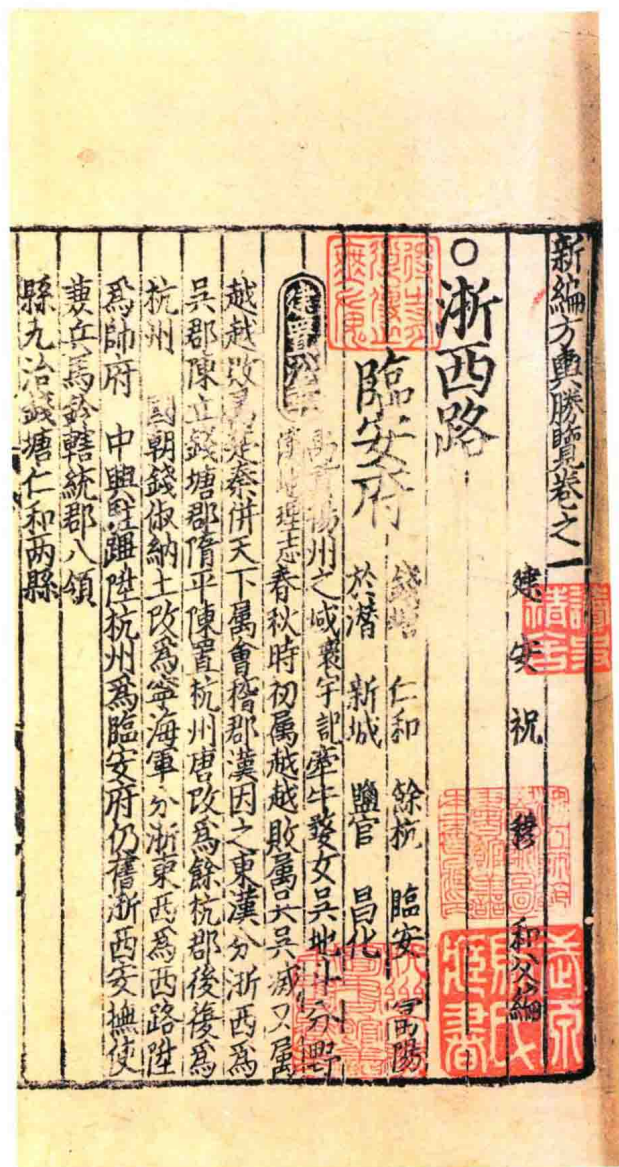 新編方輿勝覽卷之一
建安祝 穆 和父編
○浙西路
臨安府
錢塘 仁和 餘杭 臨安 富陽
於潛 新城 鹽官 昌化
建置沿革
禹貢揚州之域寰宇記牽牛婺女吳地斗分野
漢地理志春秋時初屬越越敗屬吳吳滅又屬
越越敗屬楚秦併天下屬會稽郡漢因之東漢分浙西爲
吳郡陳立錢塘郡隋平陳置杭州唐改爲餘杭郡後復爲
杭州 國朝錢俶納土改爲寧海軍分浙東西爲西路陞
爲帥府 中興駐蹕陞杭州爲臨安府仍舊浙西安撫使
兼兵馬鈐轄統郡八領
縣九治錢塘仁和两縣